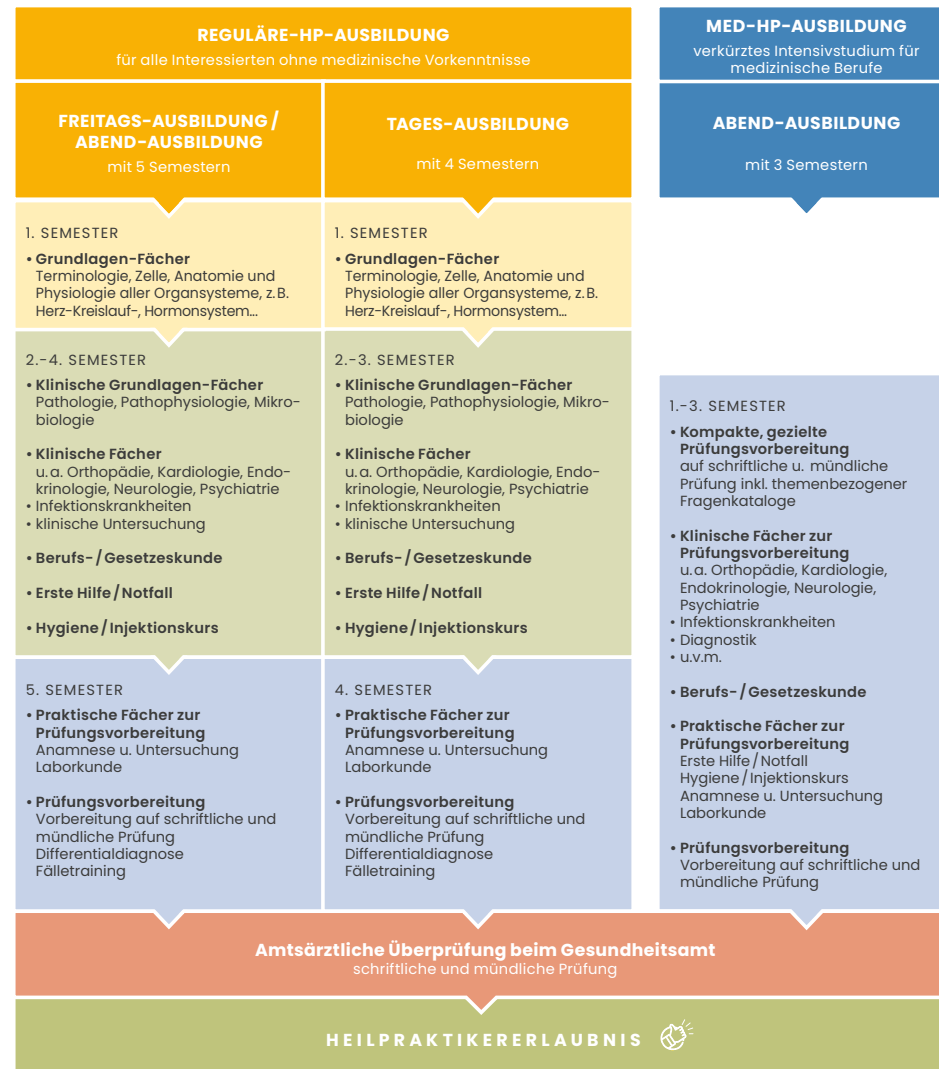 REGULÄRE-HP-AUSBILDUNG
für alle Interessierten ohne medizinische Vorkenntnisse
FREITAGS-AUSBILDUNG /
ABEND-AUSBILDUNG
mit 5 Semestern
1. SEMESTER
• Grundlagen-Fächer
Terminologie, Zelle, Anatomie und
Physiologie aller Organsysteme, z.B.
Herz-Kreislauf-, Hormonsystem...
2.-4. SEMESTER
• Klinische Grundlagen-Fächer
Pathologie, Pathophysiologie, Mikro-
biologie
• Klinische Fächer
u.a. Orthopädie, Kardiologie, Endo-
krinologie, Neurologie, Psychiatrie
• Infektionskrankheiten
• klinische Untersuchung
• Berufs-/Gesetzeskunde
• Erste Hilfe/Notfall
• Hygiene/Injektionskurs
5. SEMESTER
• Praktische Fächer zur
Prüfungsvorbereitung
Anamnese u. Untersuchung
Laborkunde
• Prüfungsvorbereitung
Vorbereitung auf schriftliche und
mündliche Prüfung
Differentialdiagnose
Fälletraining
TAGES-AUSBILDUNG
mit 4 Semestern
1. SEMESTER
• Grundlagen-Fächer
Terminologie, Zelle, Anatomie und
Physiologie aller Organsysteme, z.B.
Herz-Kreislauf-, Hormonsystem...
2.-3. SEMESTER
• Klinische Grundlagen-Fächer
Pathologie, Pathophysiologie, Mikro-
biologie
• Klinische Fächer
u.a. Orthopädie, Kardiologie, Endo-
krinologie, Neurologie, Psychiatrie
• Infektionskrankheiten
• klinische Untersuchung
• Berufs-/Gesetzeskunde
• Erste Hilfe/Notfall
• Hygiene/Injektionskurs
4. SEMESTER
• Praktische Fächer zur
Prüfungsvorbereitung
Anamnese u. Untersuchung
Laborkunde
• Prüfungsvorbereitung
Vorbereitung auf schriftliche und
mündliche Prüfung
Differentialdiagnose
Fälletraining
MED-HP-AUSBILDUNG
verkürztes Intensivstudium für
medizinische Berufe
ABEND-AUSBILDUNG
mit 3 Semestern
1.-3. SEMESTER
• Kompakte, gezielte
Prüfungsvorbereitung
auf schriftliche u. mündliche
Prüfung inkl. themenbezogener
Fragenkataloge
• Klinische Fächer zur
Prüfungsvorbereitung
u.a. Orthopädie, Kardiologie,
Endokrinologie, Neurologie,
Psychiatrie
• Infektionskrankheiten
• Diagnostik
• u.v.m.
• Berufs-/Gesetzeskunde
• Praktische Fächer zur
Prüfungsvorbereitung
Erste Hilfe/Notfall
Hygiene/Injektionskurs
Anamnese u. Untersuchung
Laborkunde
• Prüfungsvorbereitung
Vorbereitung auf schriftliche und
mündliche Prüfung
Amtsärztliche Überprüfung beim Gesundheitsamt
schriftliche und mündliche Prüfung
HEILPRAKTIKERERLAUBNIS